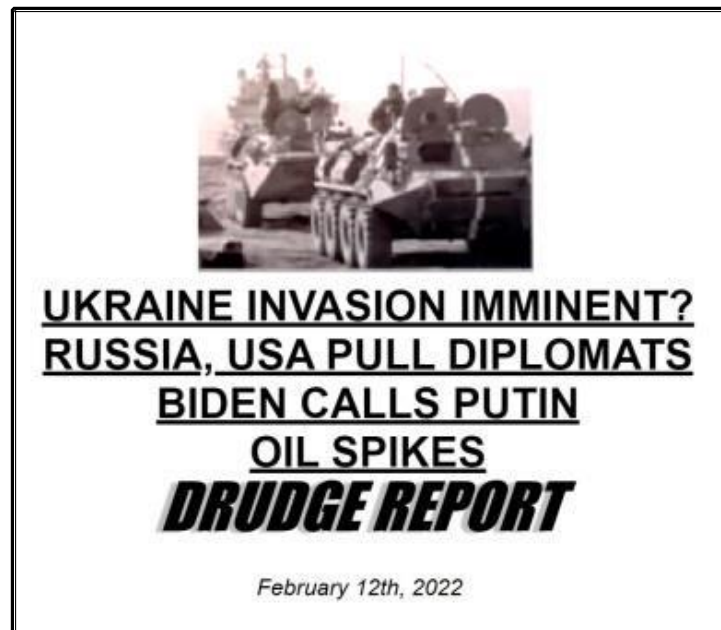 UKRAINE INVASION IMMINENT?
RUSSIA, USA PULL DIPLOMATS
BIDEN CALLS PUTIN
OIL SPIKES
DRUDGE REPORT
February 12th, 2022